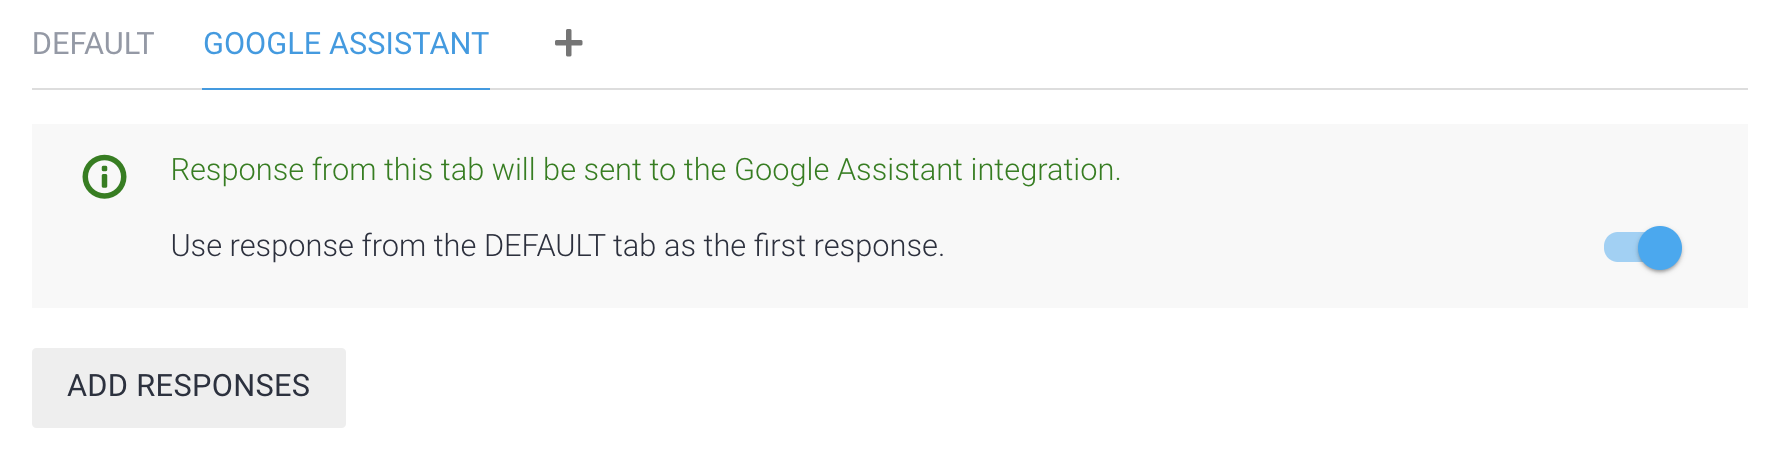 DEFAULT GOOGLE ASSISTANT +
Response from this tab will be sent to the Google Assistant integration.
Use response from the DEFAULT tab as the first response.
ADD RESPONSES